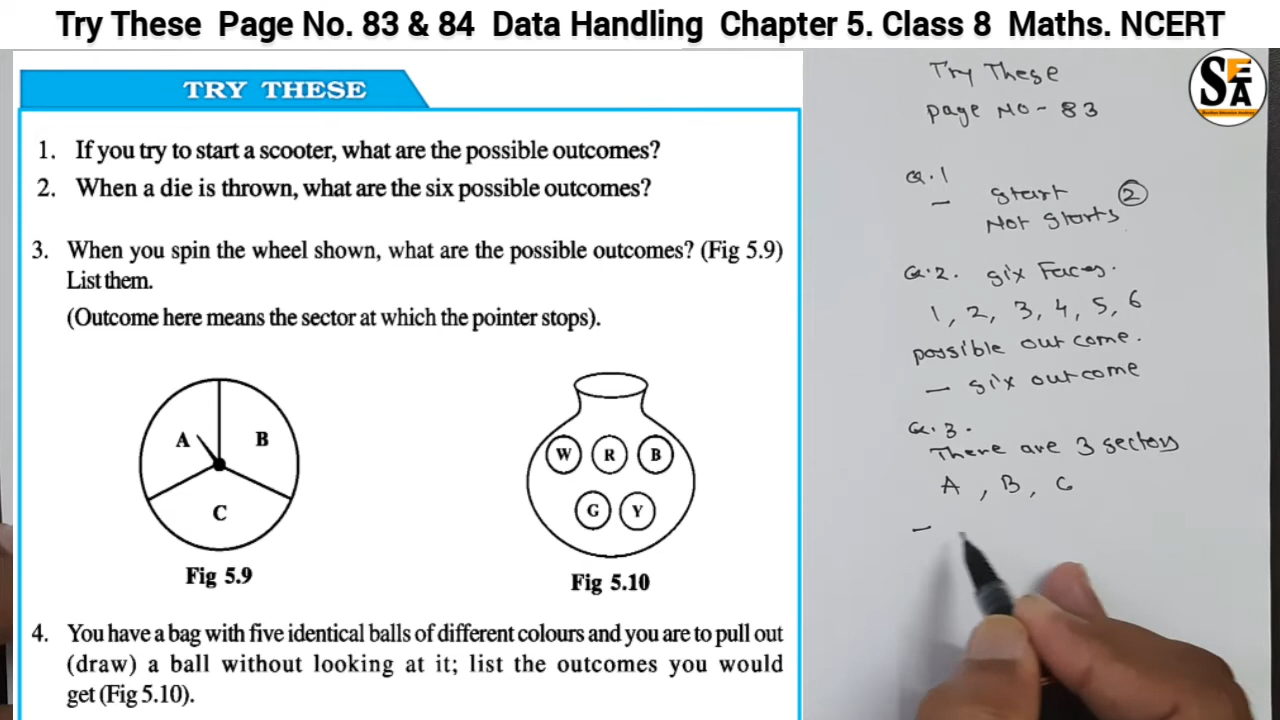 Try These Page No. 83 & 84 Data Handling Chapter 5. Class 8 Maths. NCERT
TRY THESE
1. If you try to start a scooter, what are the possible outcomes?
2. When a die is thrown, what are the six possible outcomes?
3. When you spin the wheel shown, what are the possible outcomes? (Fig 5.9)
List them.
(Outcome here means the sector at which the pointer stops).
A B
C
Fig 5.9
W R B
G Y
Fig 5.10
4. You have a bag with five identical balls of different colours and you are to pull out
(draw) a ball without looking at it; list the outcomes you would
get (Fig 5.10).
Try These
page No - 83
Q.1
- Start
Not Starts
2
Q.2. Six Faces.
1, 2, 3, 4, 5, 6
possible out come.
- six outcome
Q. 3.
There are 3 sectors
A, B, C
-
SEA